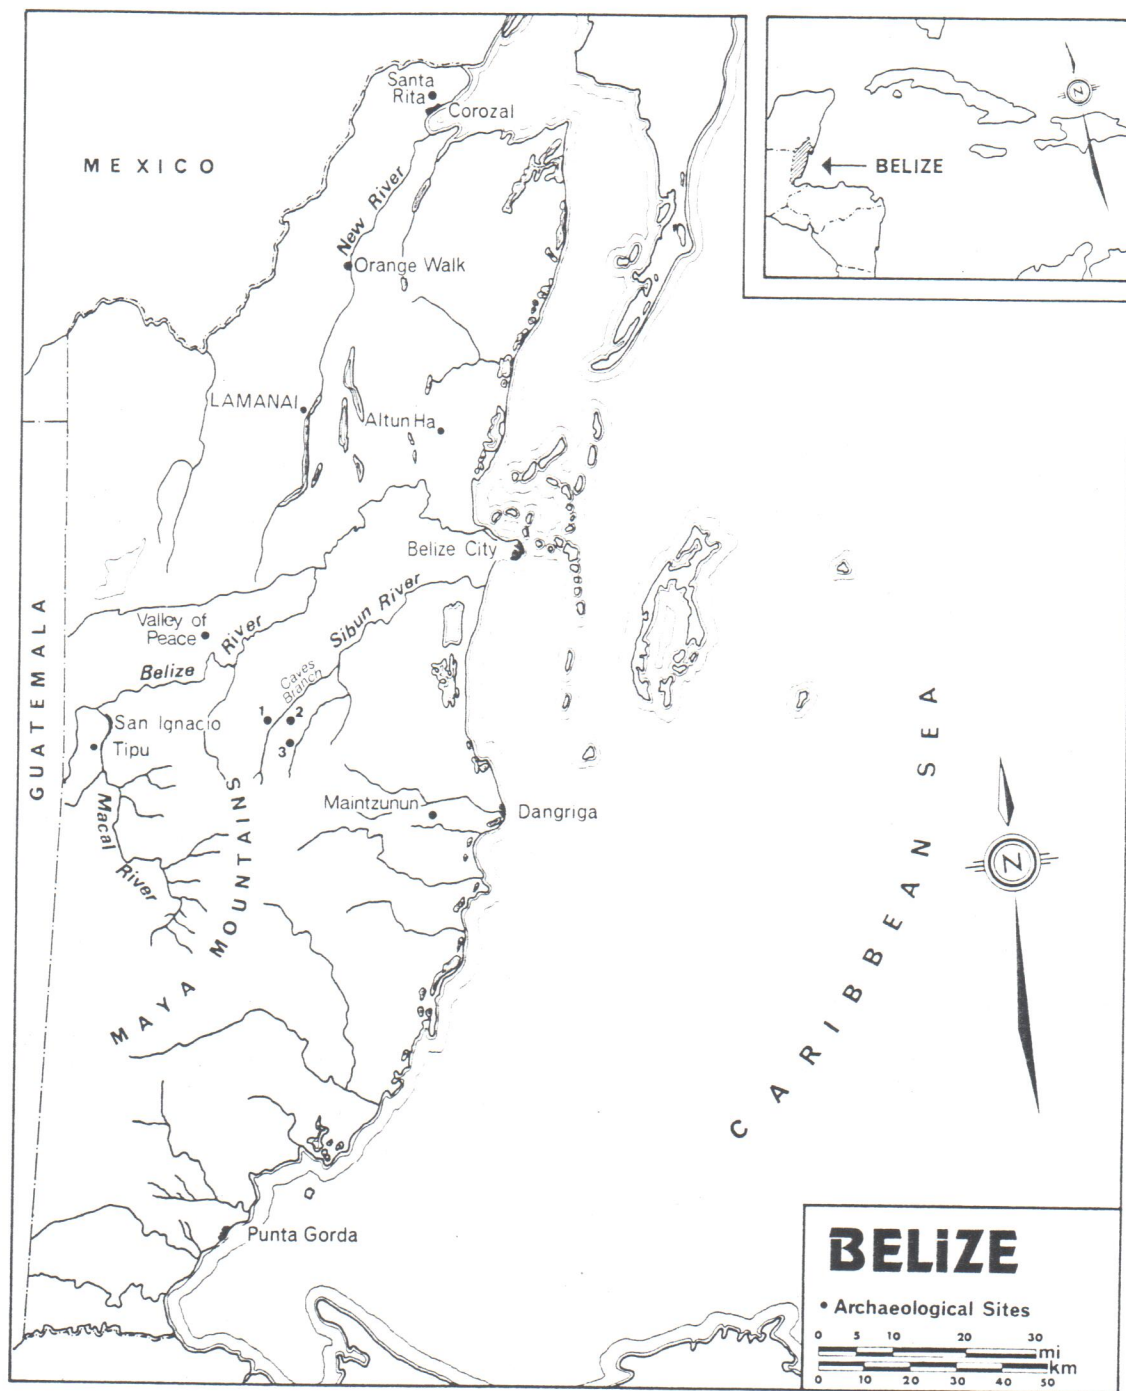 Santa
Rita
Corozal
MEXICO
BELIZE
N
New River
Orange Walk
LAMANAI
Altun Ha
Belize City
Sibun River
Valley of
Peace
Belize River
Caves
Branch
GUATEMALA
San Ignacio
1
2
Tipu
3
Macal River
Maintzunun
Dangriga
MAYA MOUNTAINS
CARIBBEAN SEA
N
Punta Gorda
BELIZE
• Archaeological Sites
0 5 10 20 30
mi
km
0 10 20 30 40 50